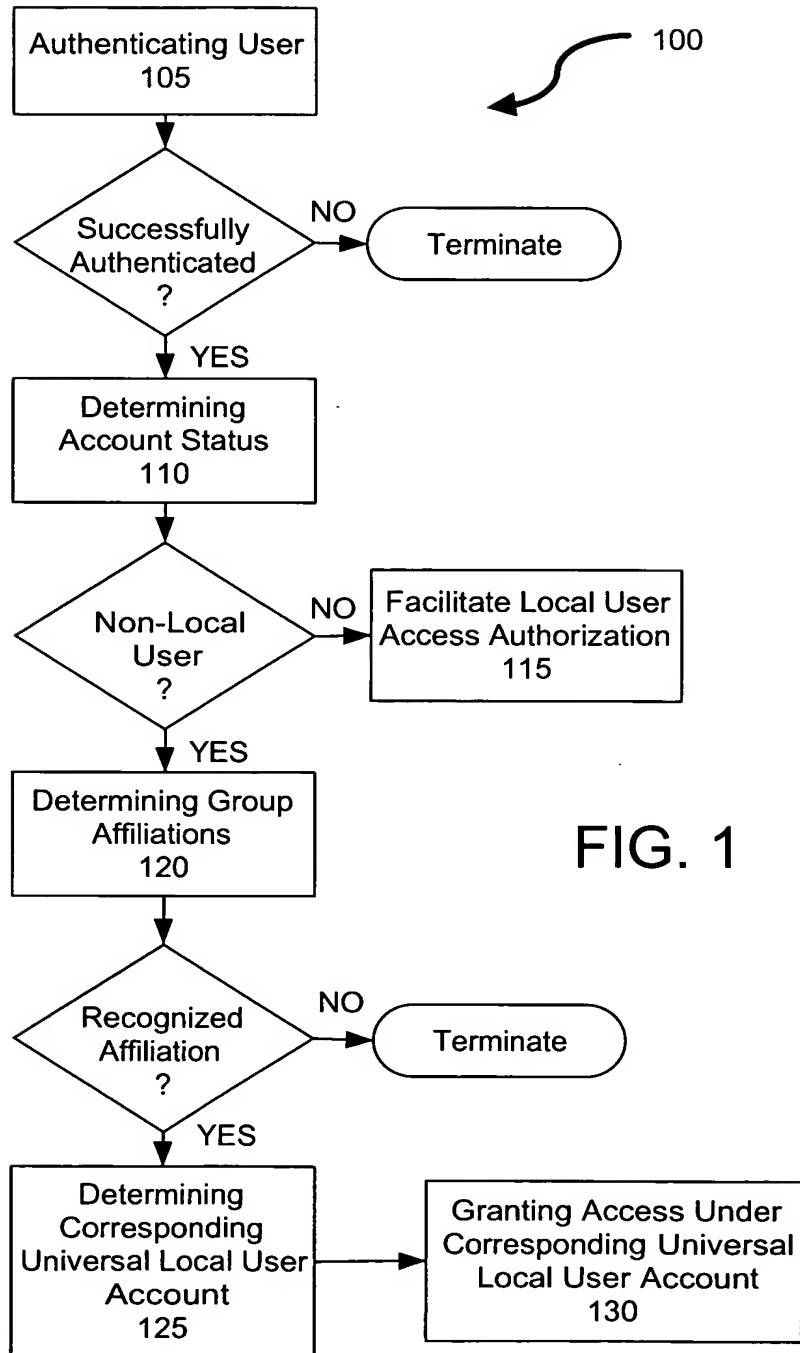 Authenticating User
105
100
Successfully
Authenticated
?
NO
Terminate
YES
Determining
Account Status
110
Non-Local
User
?
NO
Facilitate Local User
Access Authorization
115
YES
Determining Group
Affiliations
120
FIG. 1
Recognized
Affiliation
?
NO
Terminate
YES
Determining
Corresponding
Universal Local User
Account
125
Granting Access Under
Corresponding Universal
Local User Account
130